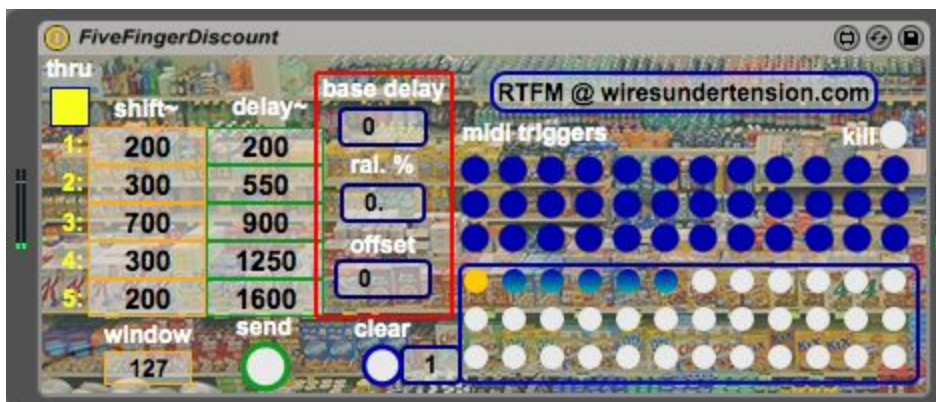 FiveFingerDiscount
thru
shift~ delay~
1: 200 200
2: 300 550
3: 700 900
4: 300 1250
5: 200 1600
window
127
send
clear
1
base delay
0
ral. %
0.
offset
0
RTFM @ wiresundertension.com
midi triggers
kill